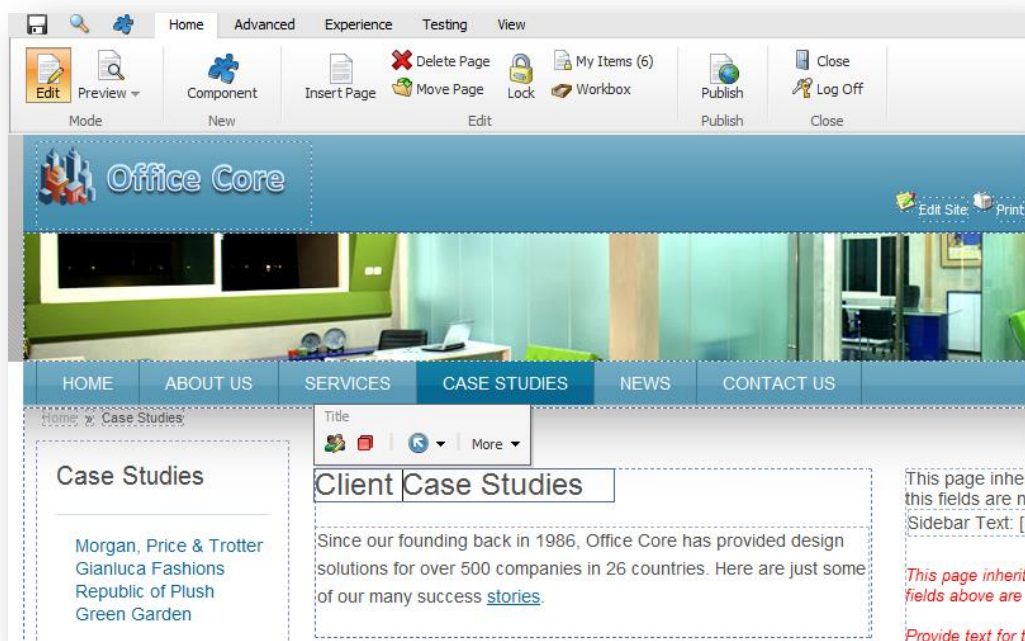 Home Advanced Experience Testing View
Edit Preview Component Insert Page Delete Page Move Page Lock My Items (6) Workbox Publish Close Log Off
Mode New Edit Publish Close
Office Core
Edit Site Print
HOME ABOUT US SERVICES CASE STUDIES NEWS CONTACT US
Home » Case Studies
Title
More
Case Studies
Morgan, Price & Trotter
Gianluca Fashions
Republic of Plush
Green Garden
Client Case Studies
Since our founding back in 1986, Office Core has provided design
solutions for over 500 companies in 26 countries. Here are just some
of our many success stories.
This page inhe
this fields are n
Sidebar Text: [
This page inherit
fields above are
Provide text for t